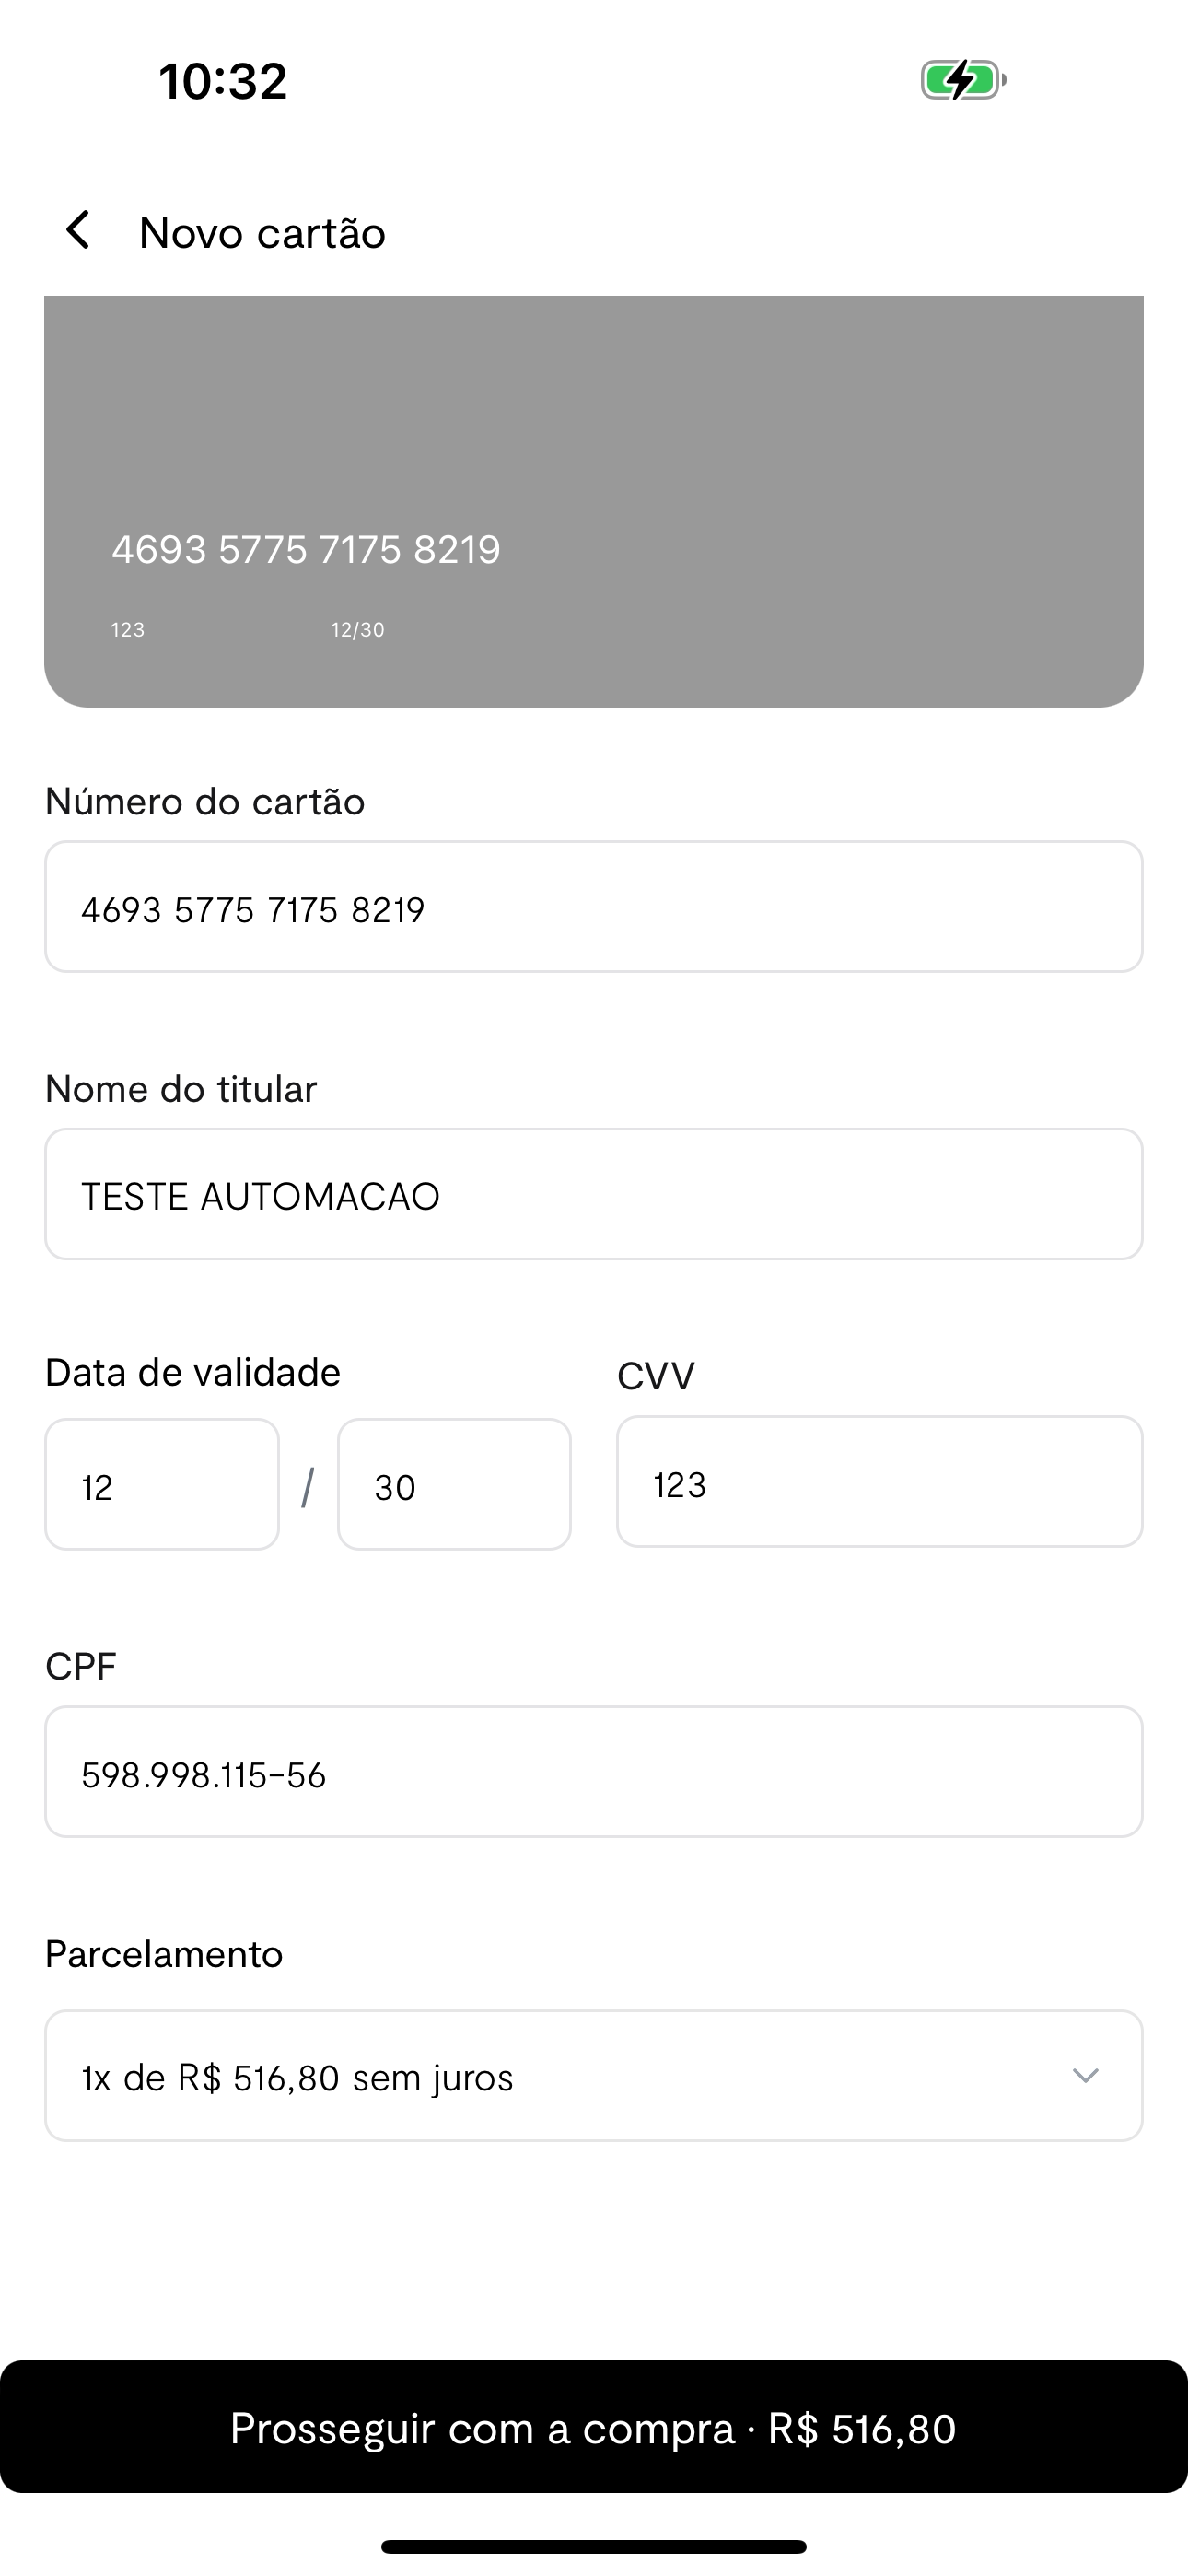 10:32
Novo cartão
4693 5775 7175 8219
123 12/30
Número do cartão
4693 5775 7175 8219
Nome do titular
TESTE AUTOMACAO
Data de validade CVV
12 / 30 123
CPF
598.998.115-56
Parcelamento
1x de R$ 516,80 sem juros
Prosseguir com a compra · R$ 516,80